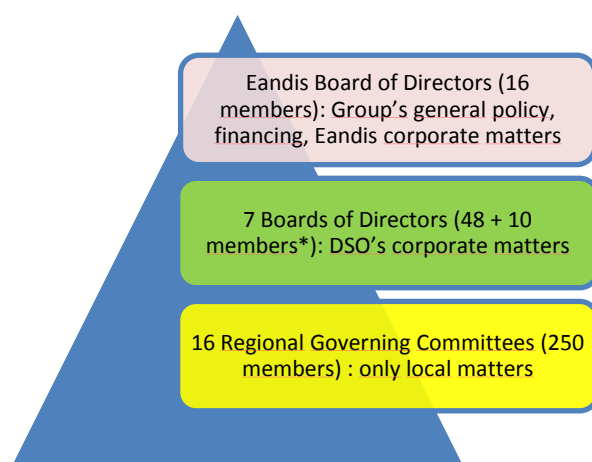 Eandis Board of Directors (16
members): Group's general policy,
financing, Eandis corporate matters
7 Boards of Directors (48 + 10
members*): DSO's corporate matters
16 Regional Governing Committees (250
members) : only local matters